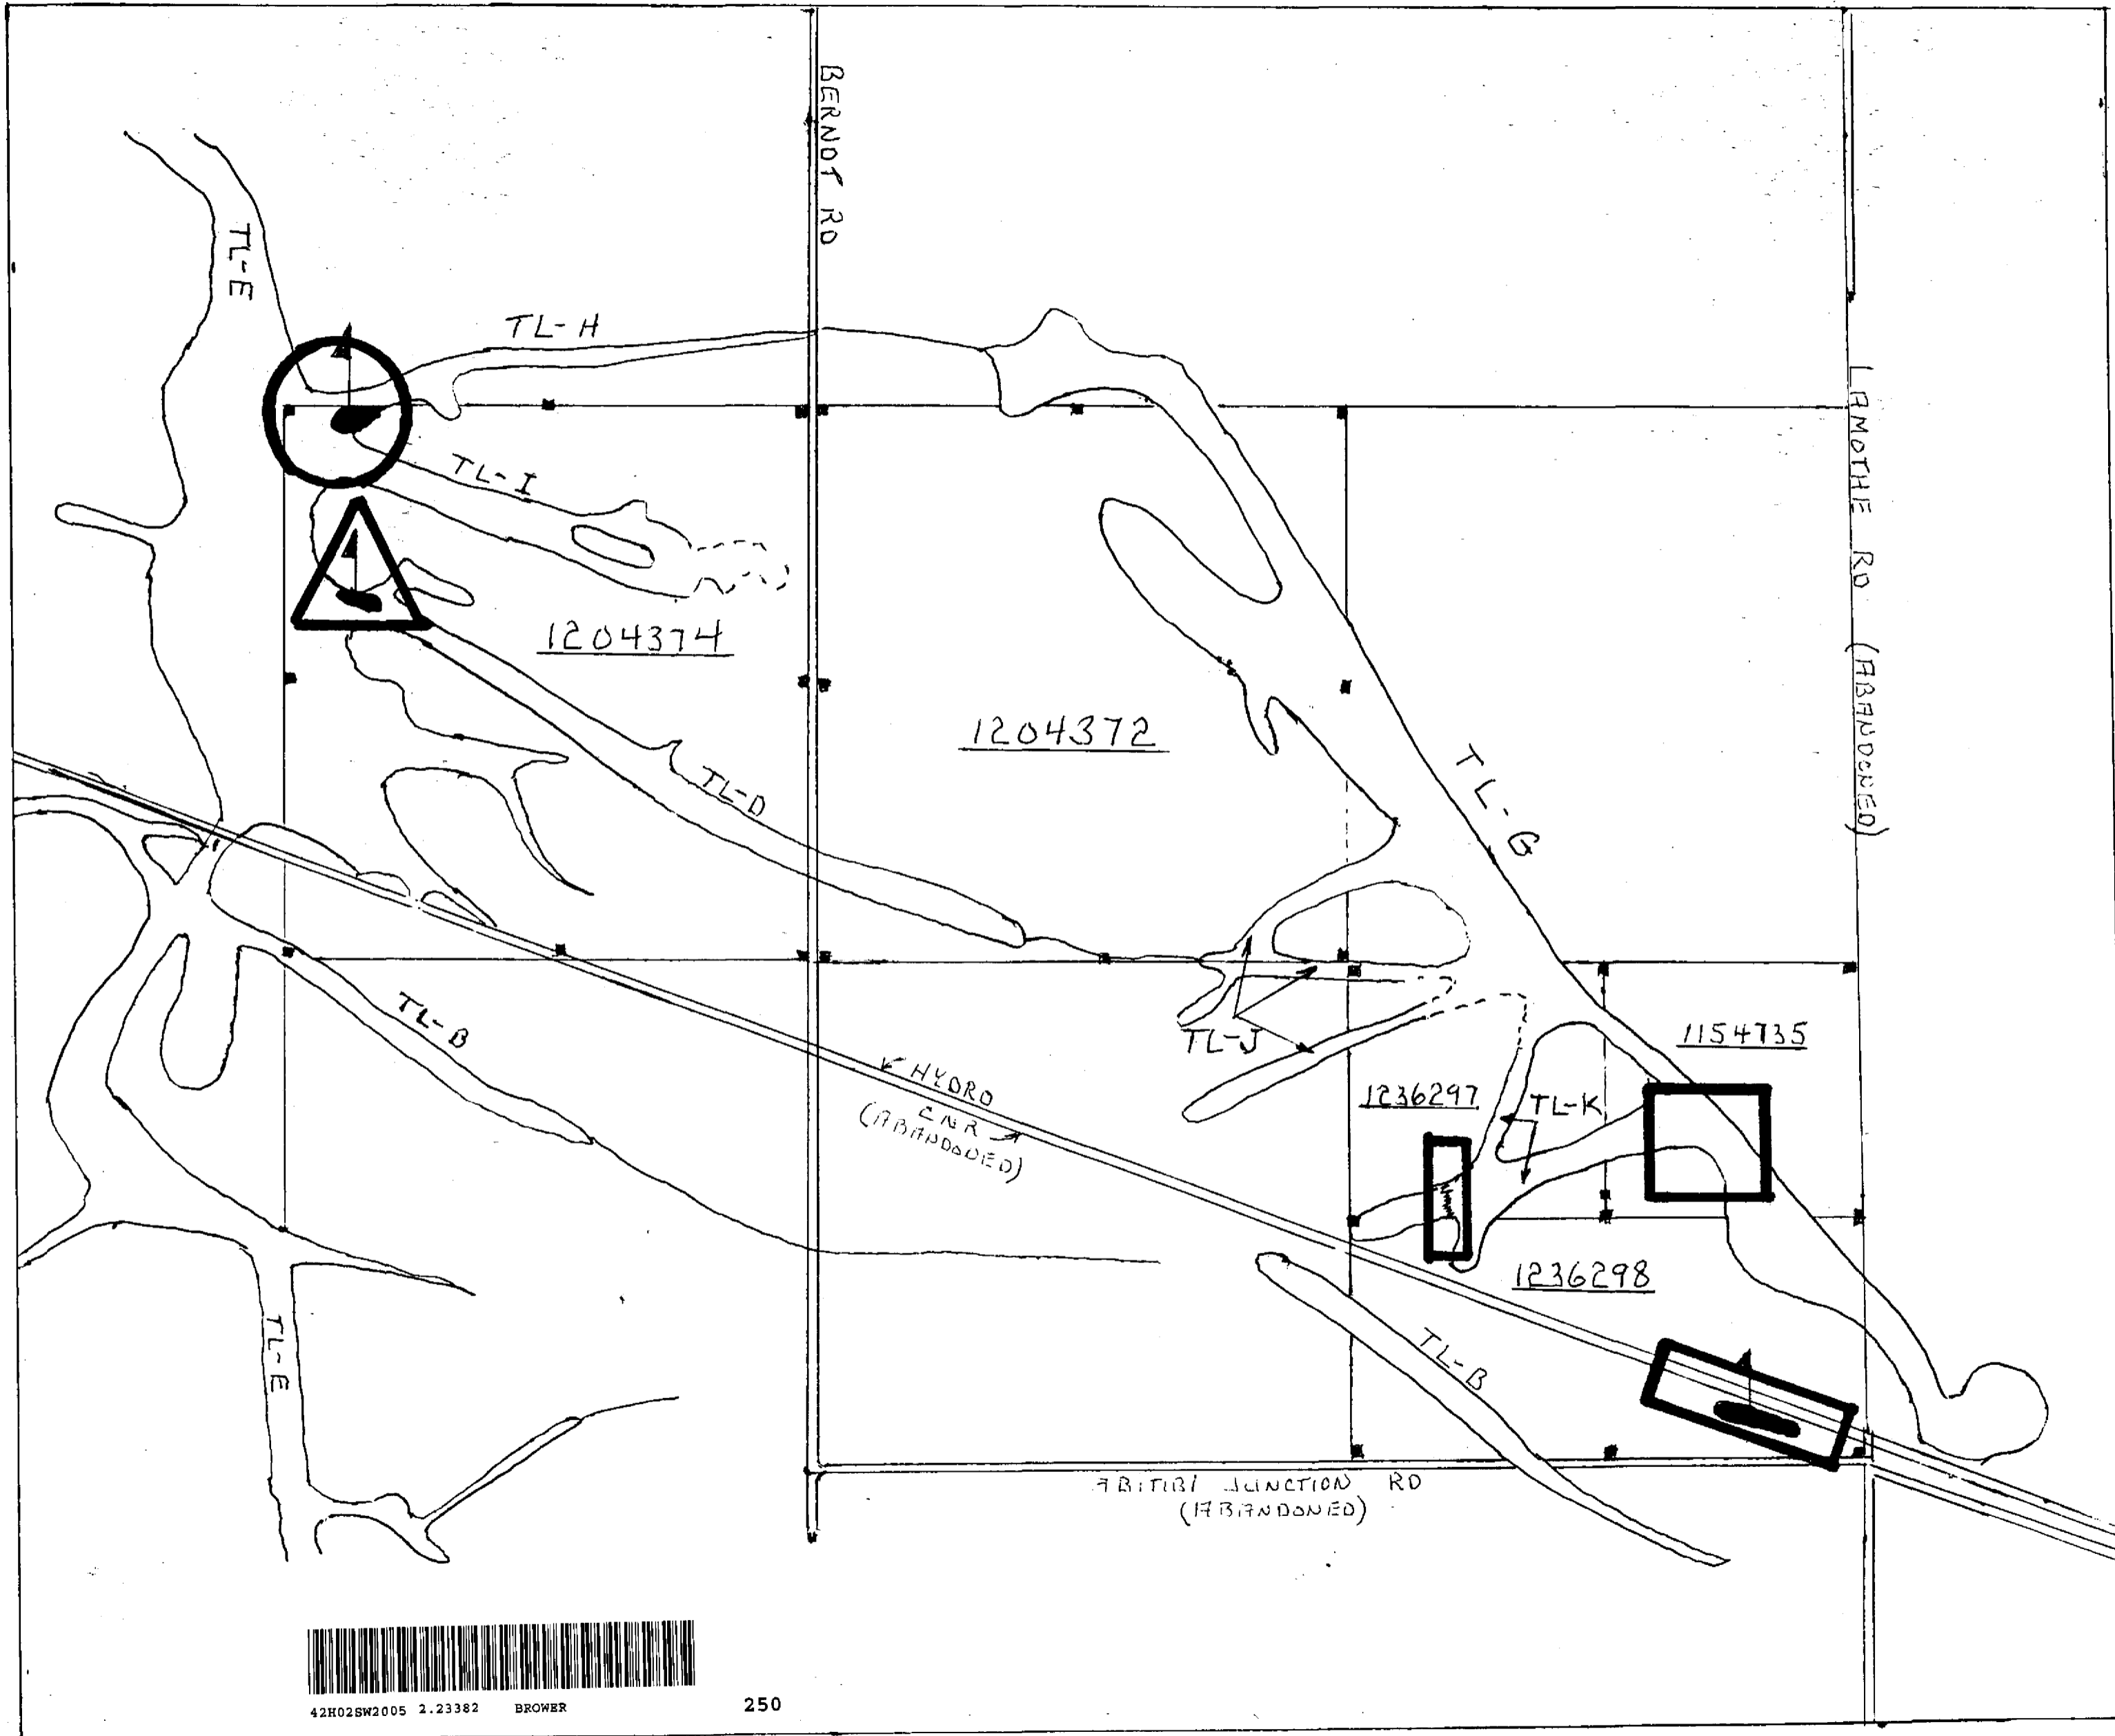 BERNDT RD
TL-E
TL-H
LAMOTHE RD (ABANDONED)
TL-I
1204374
1204372
TL-D
TL-G
TL-B
TL-J
1154735
HYDRO
CNR
(ABANDONED)
1236297
TL-K
1236298
TL-E
TL-B
ABITIBI JUNCTION RD
(ABANDONED)
42H02SW2005 2.23382 BROWER
250